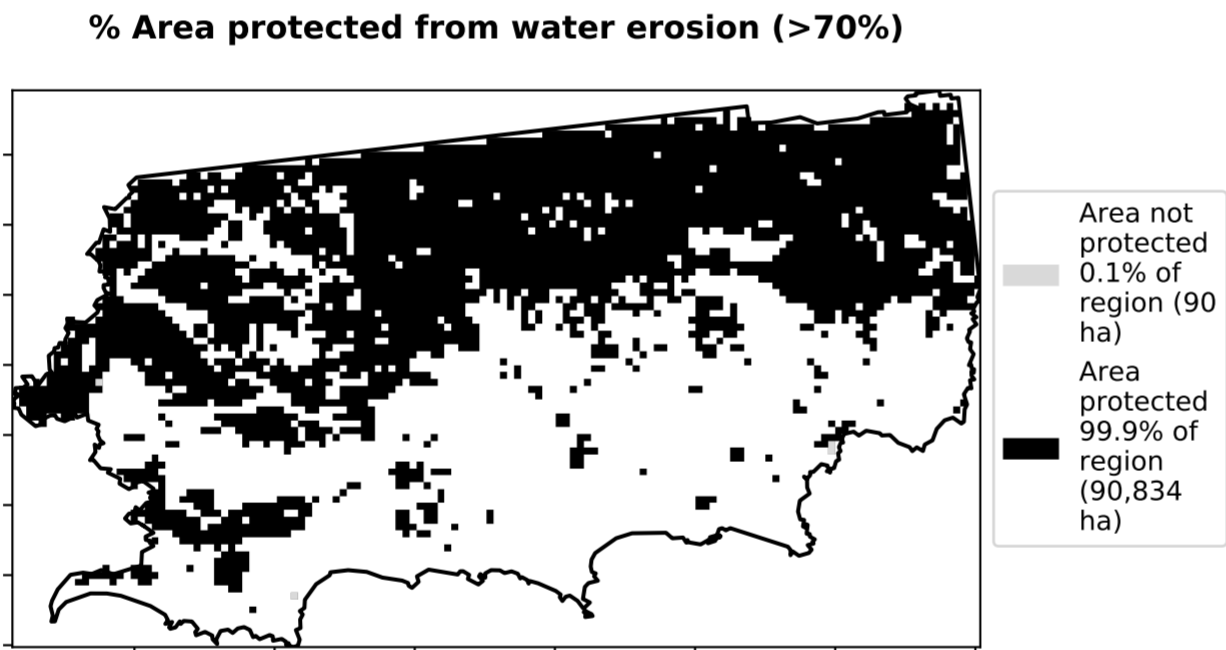 % Area protected from water erosion (>70%)
Area not
protected
0.1% of
region (90
ha)
Area
protected
99.9% of
region
(90,834
ha)